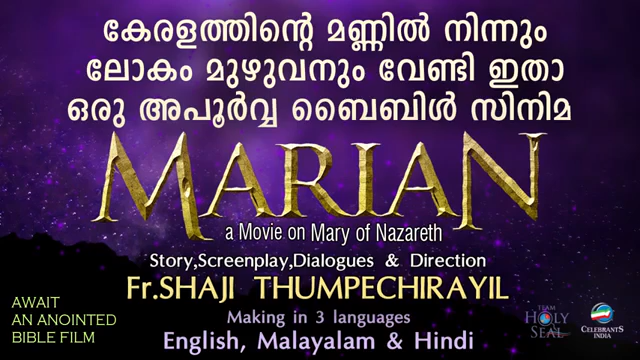 കേരളത്തിന്റെ മണ്ണിൽ നിന്നും
ലോകം മുഴുവനും വേണ്ടി ഇതാ
ഒരു അപൂർവ്വ ബൈബിൾ സിനിമ
MARIAN
a Movie on Mary of Nazareth
Story,Screenplay,Dialogues & Direction
Fr.SHAJI THUMPECHIRAYIL
Making in 3 languages
English, Malayalam & Hindi
AWAIT
AN ANOINTED
BIBLE FILM
TEAM
HOLY
SEAL
CELEBRANTS
INDIA